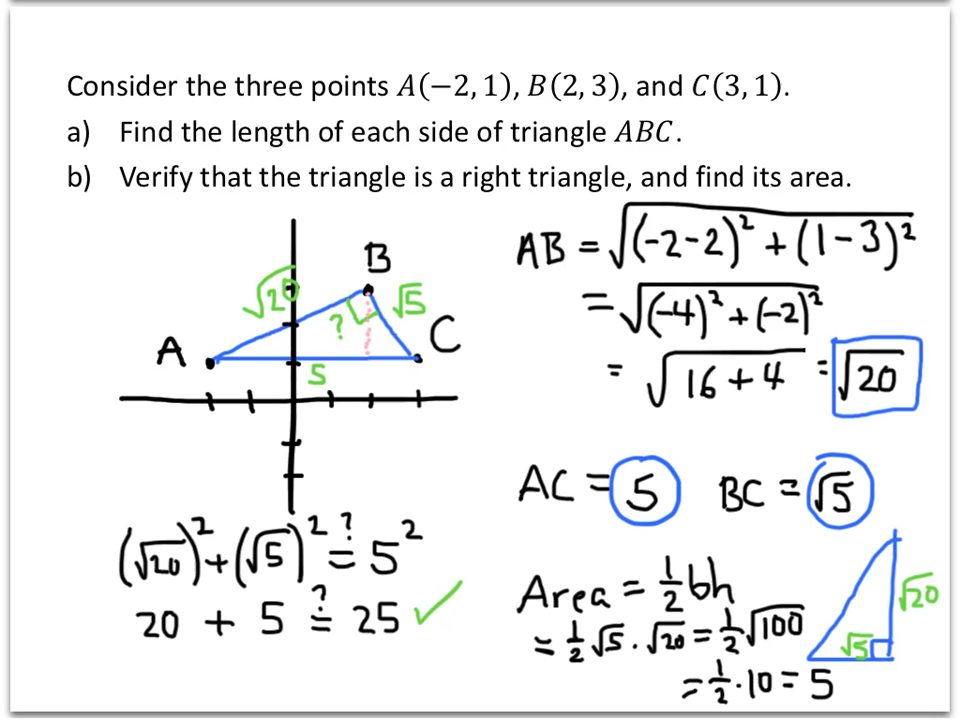 Consider the three points A(−2, 1), B(2, 3), and C(3, 1).
a) Find the length of each side of triangle ABC.
b) Verify that the triangle is a right triangle, and find its area.
B
√20
√5
?
A
C
5
AB = √((-2-2)² + (1-3)²)
= √((-4)² + (-2)²)
= √(16+4) = √20
AC = 5 BC = √5
(√20)² + (√5)² ?= 5²
20 + 5 ?= 25 ✓
Area = ½bh
= ½√5 · √20 = ½√100
= ½ · 10 = 5
√20
√5